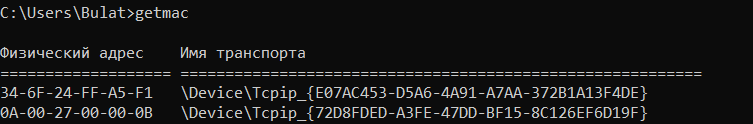 C:\Users\Bulat>getmac
Физический адрес    Имя транспорта
=================== ==========================================================
34-6F-24-FF-A5-F1   \Device\Tcpip_{E07AC453-D5A6-4A91-A7AA-372B1A13F4DE}
0A-00-27-00-00-0B   \Device\Tcpip_{72D8FDED-A3FE-47DD-BF15-8C126EF6D19F}